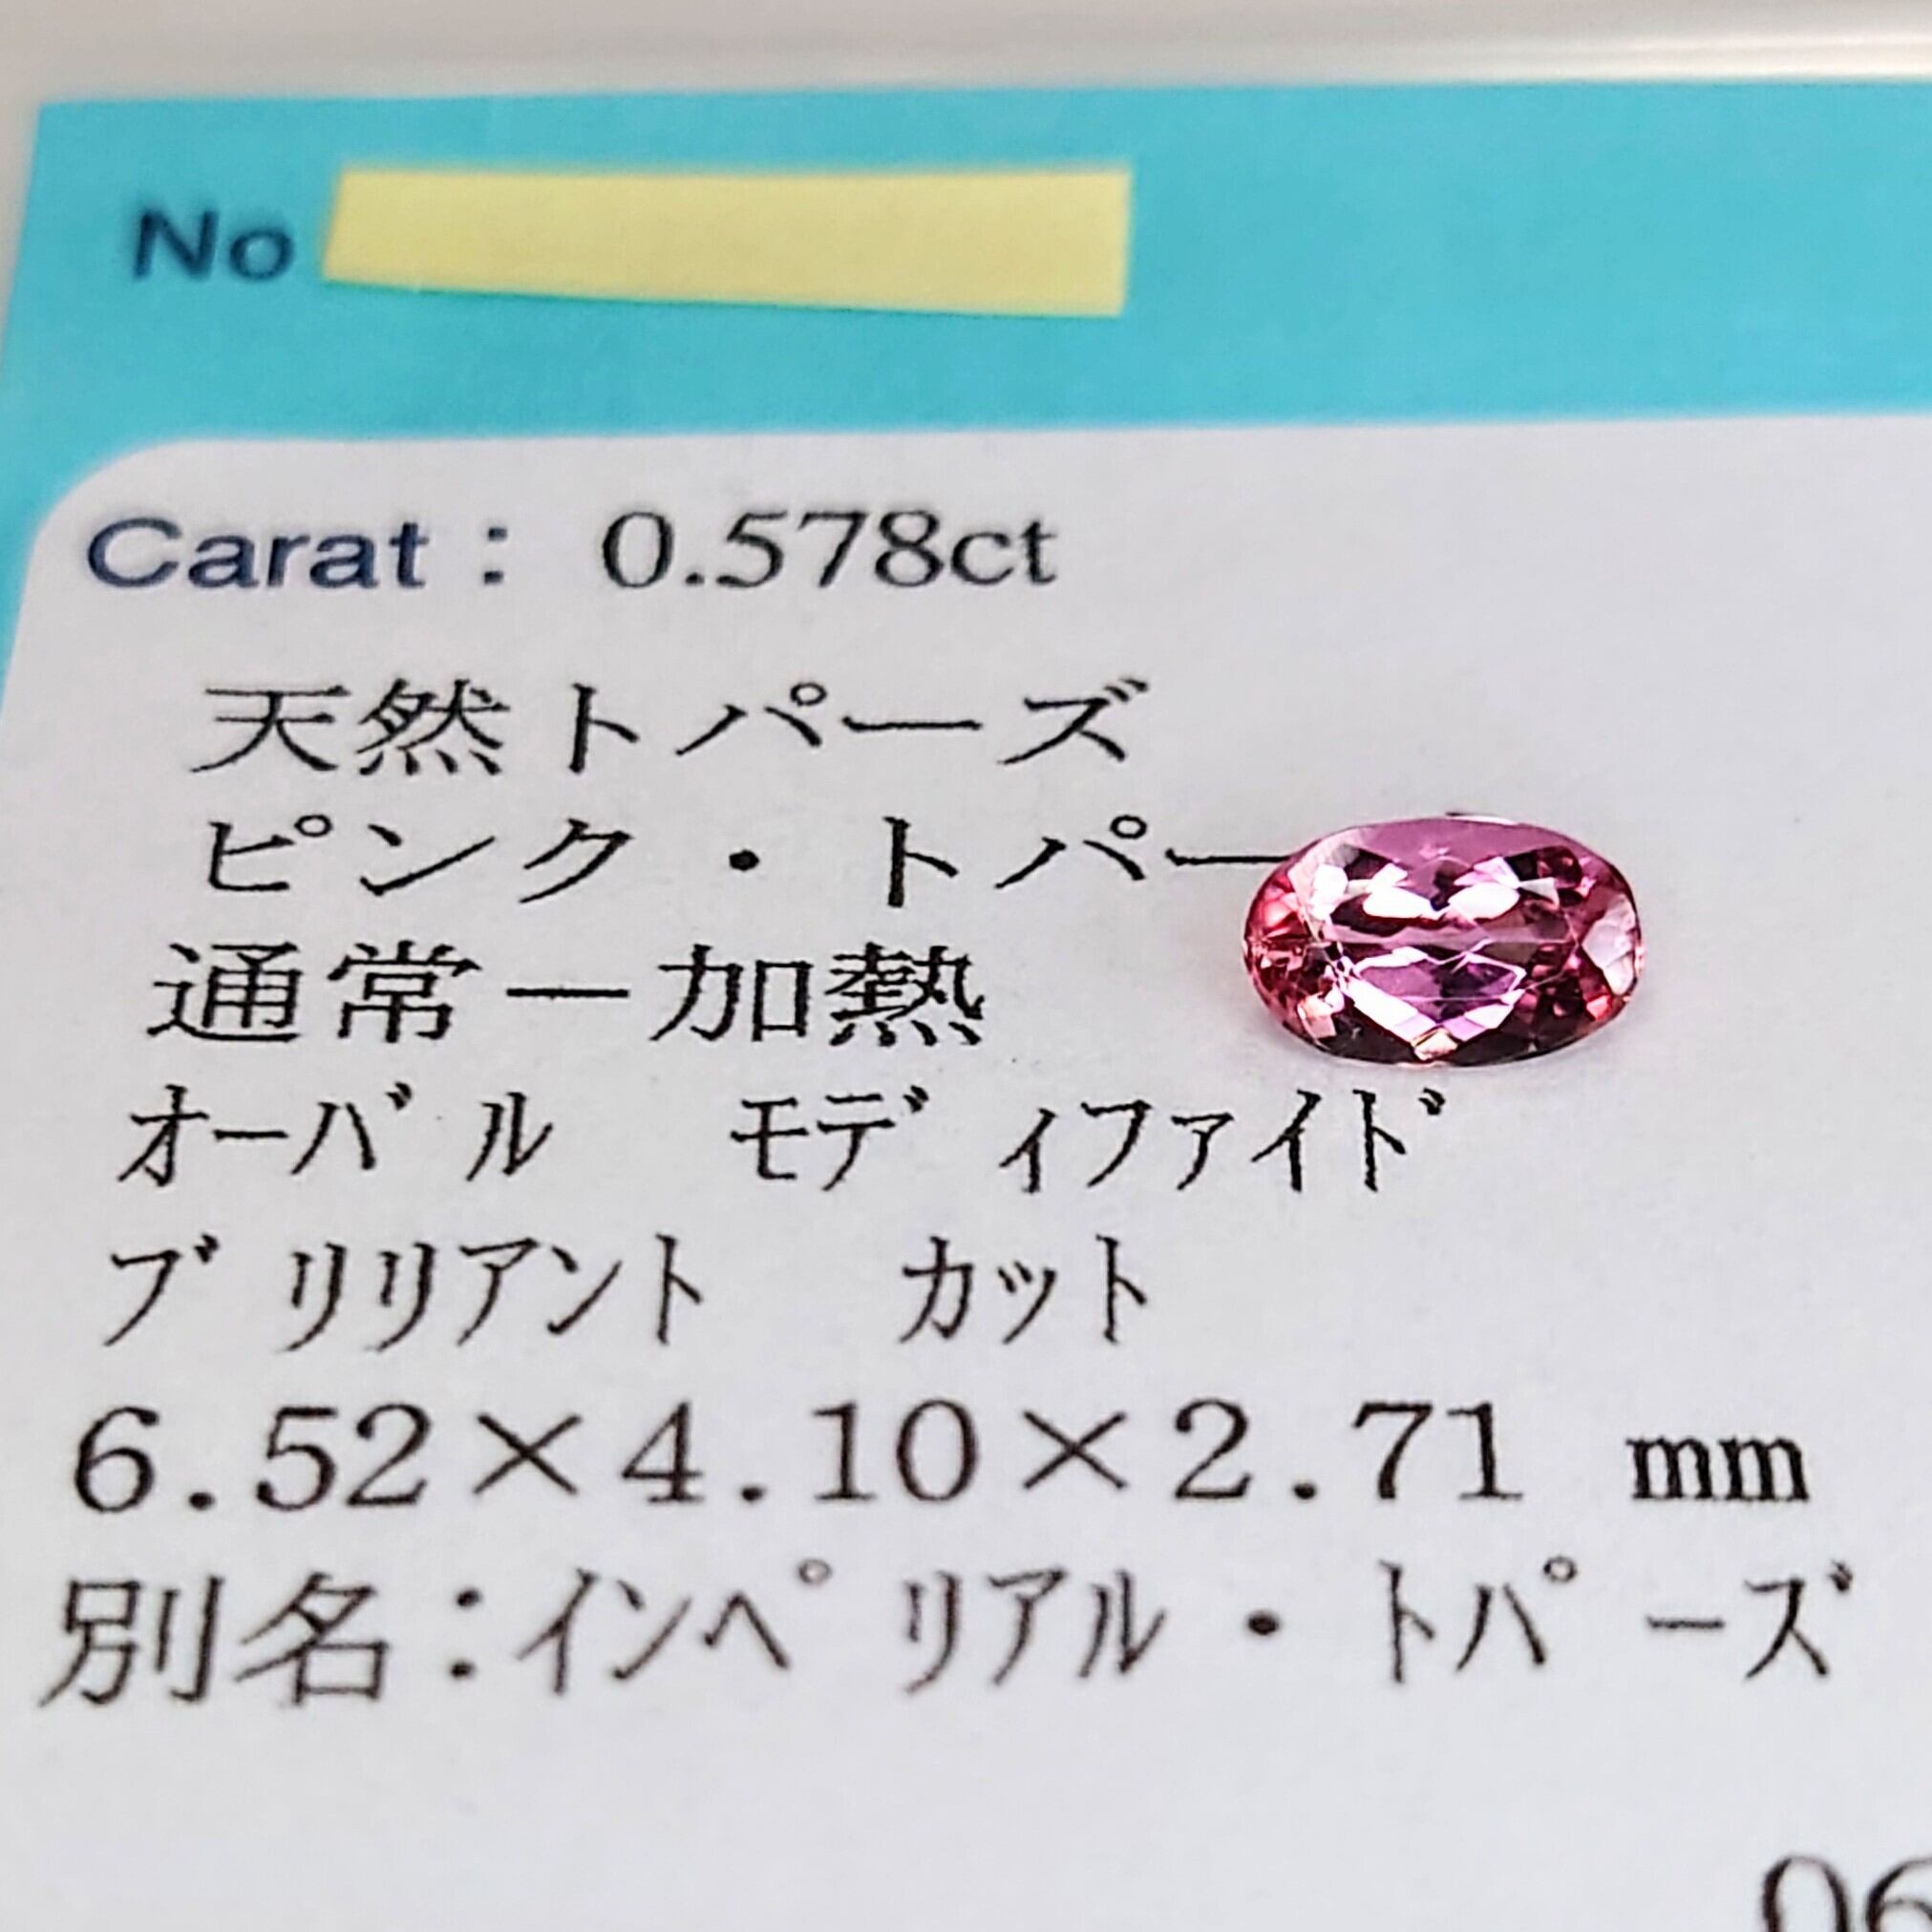 No
Carat : 0.578ct
天然トパーズ
ピンク・トパー
通常－加熱
オーバル モディファイド
ブリリアント カット
6.52×4.10×2.71 mm
別名:インペリアル・トパーズ
06